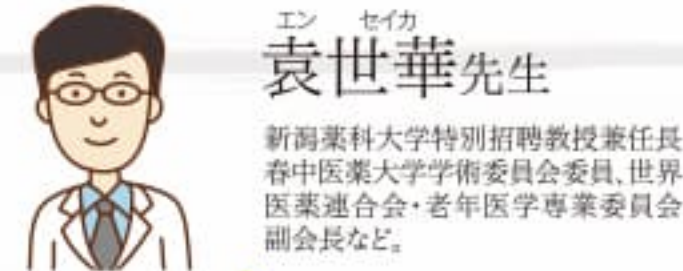 エン セイカ
袁世華先生
新潟薬科大学特別招聘教授兼任長
春中医薬大学学術委員会委員、世界
医薬連合会・老年医学専業委員会
副会長など。